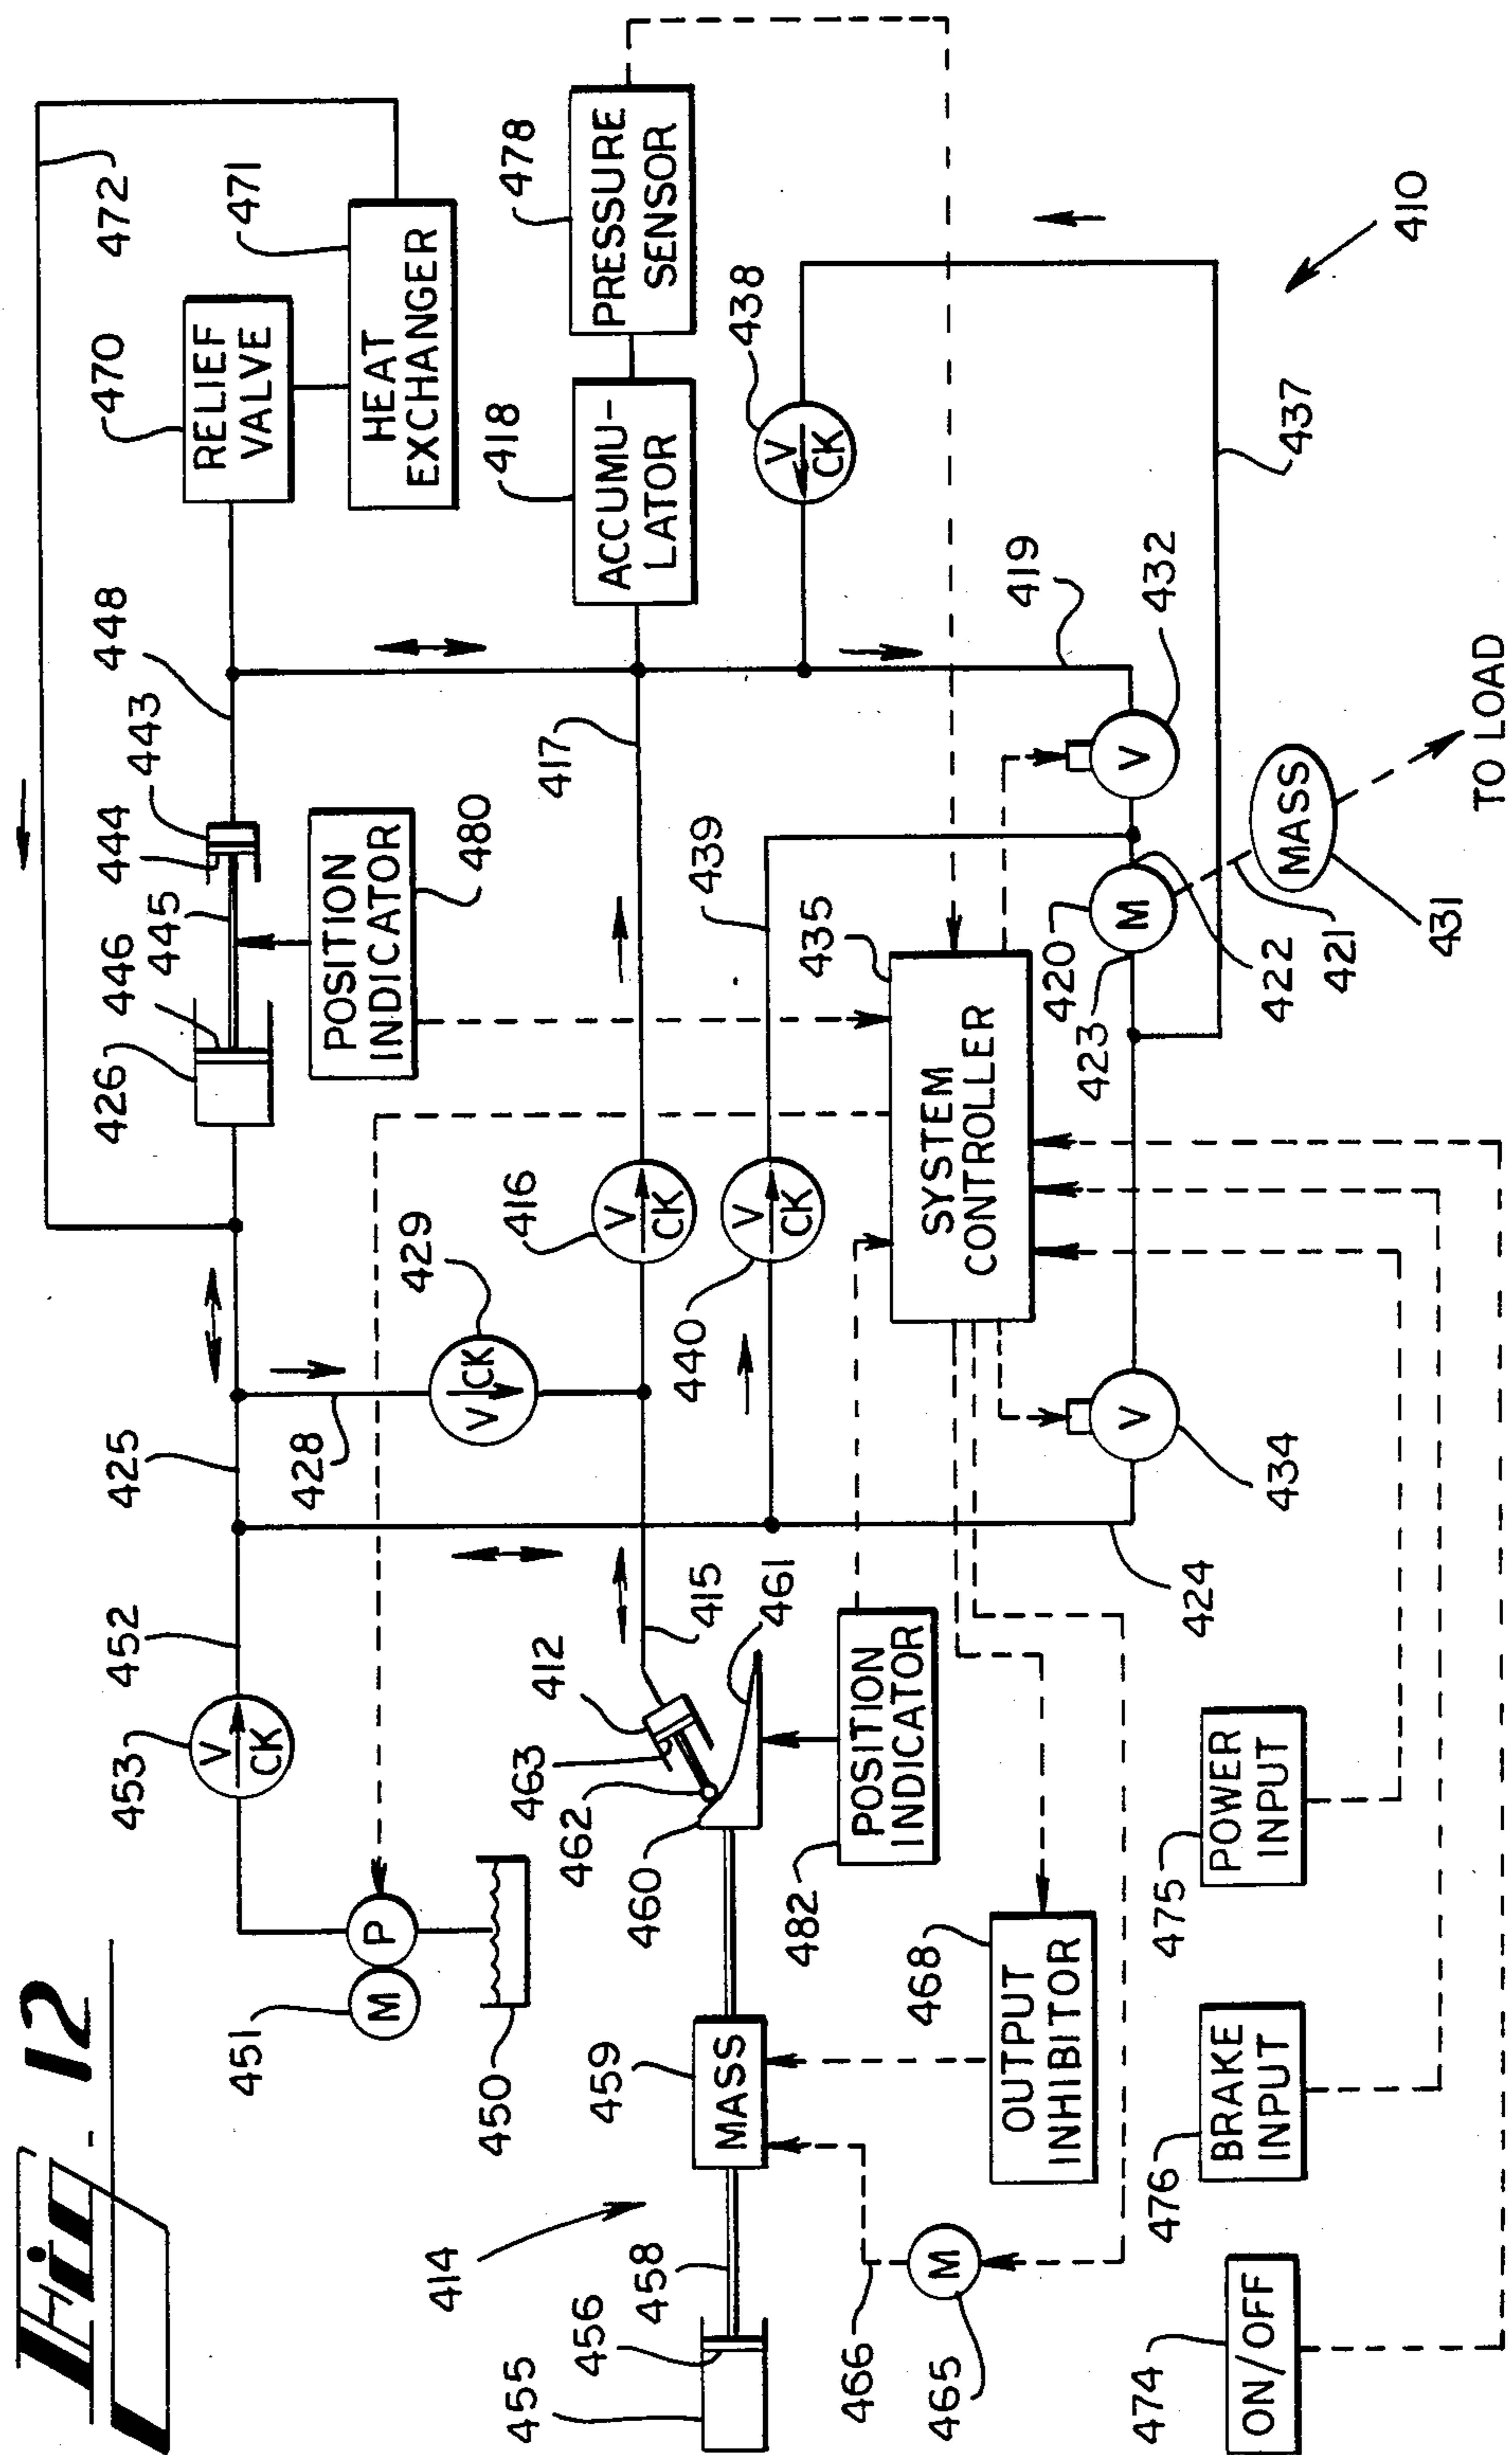 Fig. 12
472
471
470
RELIEF
VALVE
HEAT
EXCHANGER
478
PRESSURE
SENSOR
418
ACCUMU-
LATOR
438
V
CK
410
437
448
443
444
445
446
426
POSITION
INDICATOR
480
417
419
432
V
TO LOAD
439
435
420
M
422
421
MASS
431
423
SYSTEM
CONTROLLER
416
V
CK
440
V
CK
429
V
CK
425
428
434
V
424
452
453
V
CK
415
461
412
463
462
460
POSITION
INDICATOR
482
451
M
P
450
459
MASS
468
OUTPUT
INHIBITOR
475
POWER
INPUT
476
BRAKE
INPUT
474
ON/OFF
414
458
456
455
466
465
M